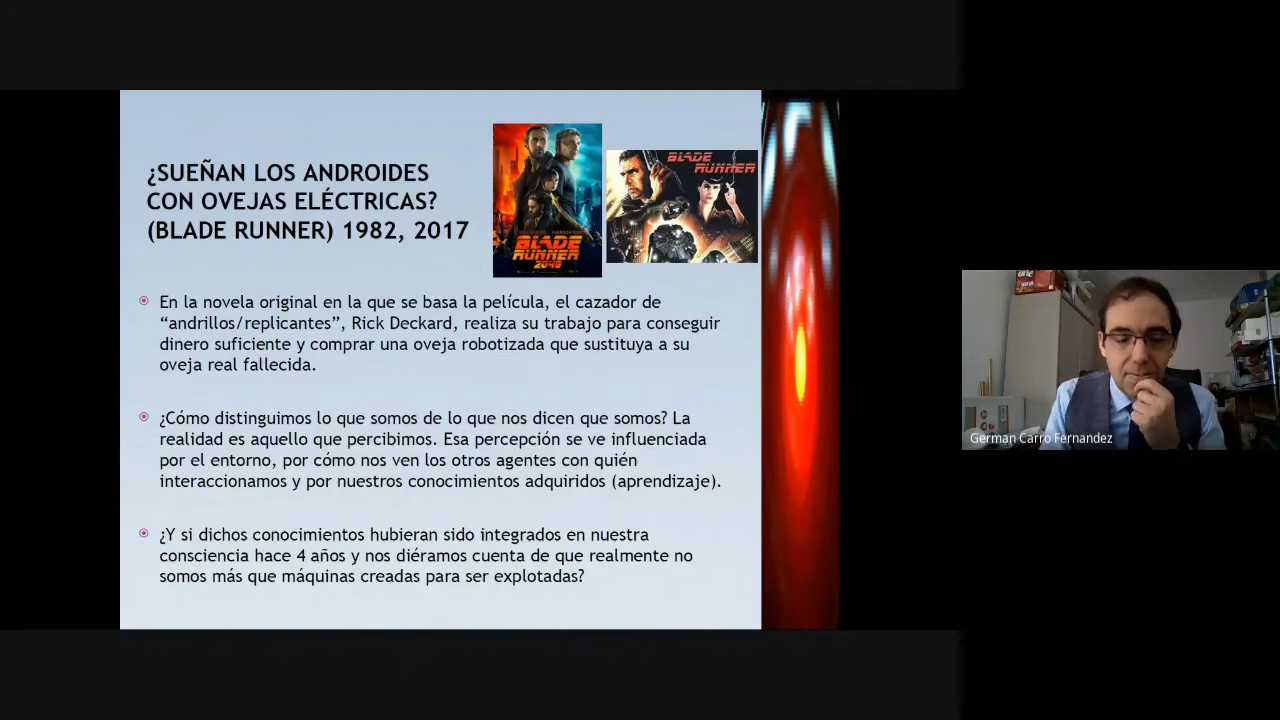 ¿SUEÑAN LOS ANDROIDES
CON OVEJAS ELÉCTRICAS?
(BLADE RUNNER) 1982, 2017
BLADE
RUNNER
2049
BLADE
RUNNER
En la novela original en la que se basa la película, el cazador de
“andrillos/replicantes”, Rick Deckard, realiza su trabajo para conseguir
dinero suficiente y comprar una oveja robotizada que sustituya a su
oveja real fallecida.
¿Cómo distinguimos lo que somos de lo que nos dicen que somos? La
realidad es aquello que percibimos. Esa percepción se ve influenciada
por el entorno, por cómo nos ven los otros agentes con quién
interaccionamos y por nuestros conocimientos adquiridos (aprendizaje).
¿Y si dichos conocimientos hubieran sido integrados en nuestra
consciencia hace 4 años y nos diéramos cuenta de que realmente no
somos más que máquinas creadas para ser explotadas?
German Carro Fernandez